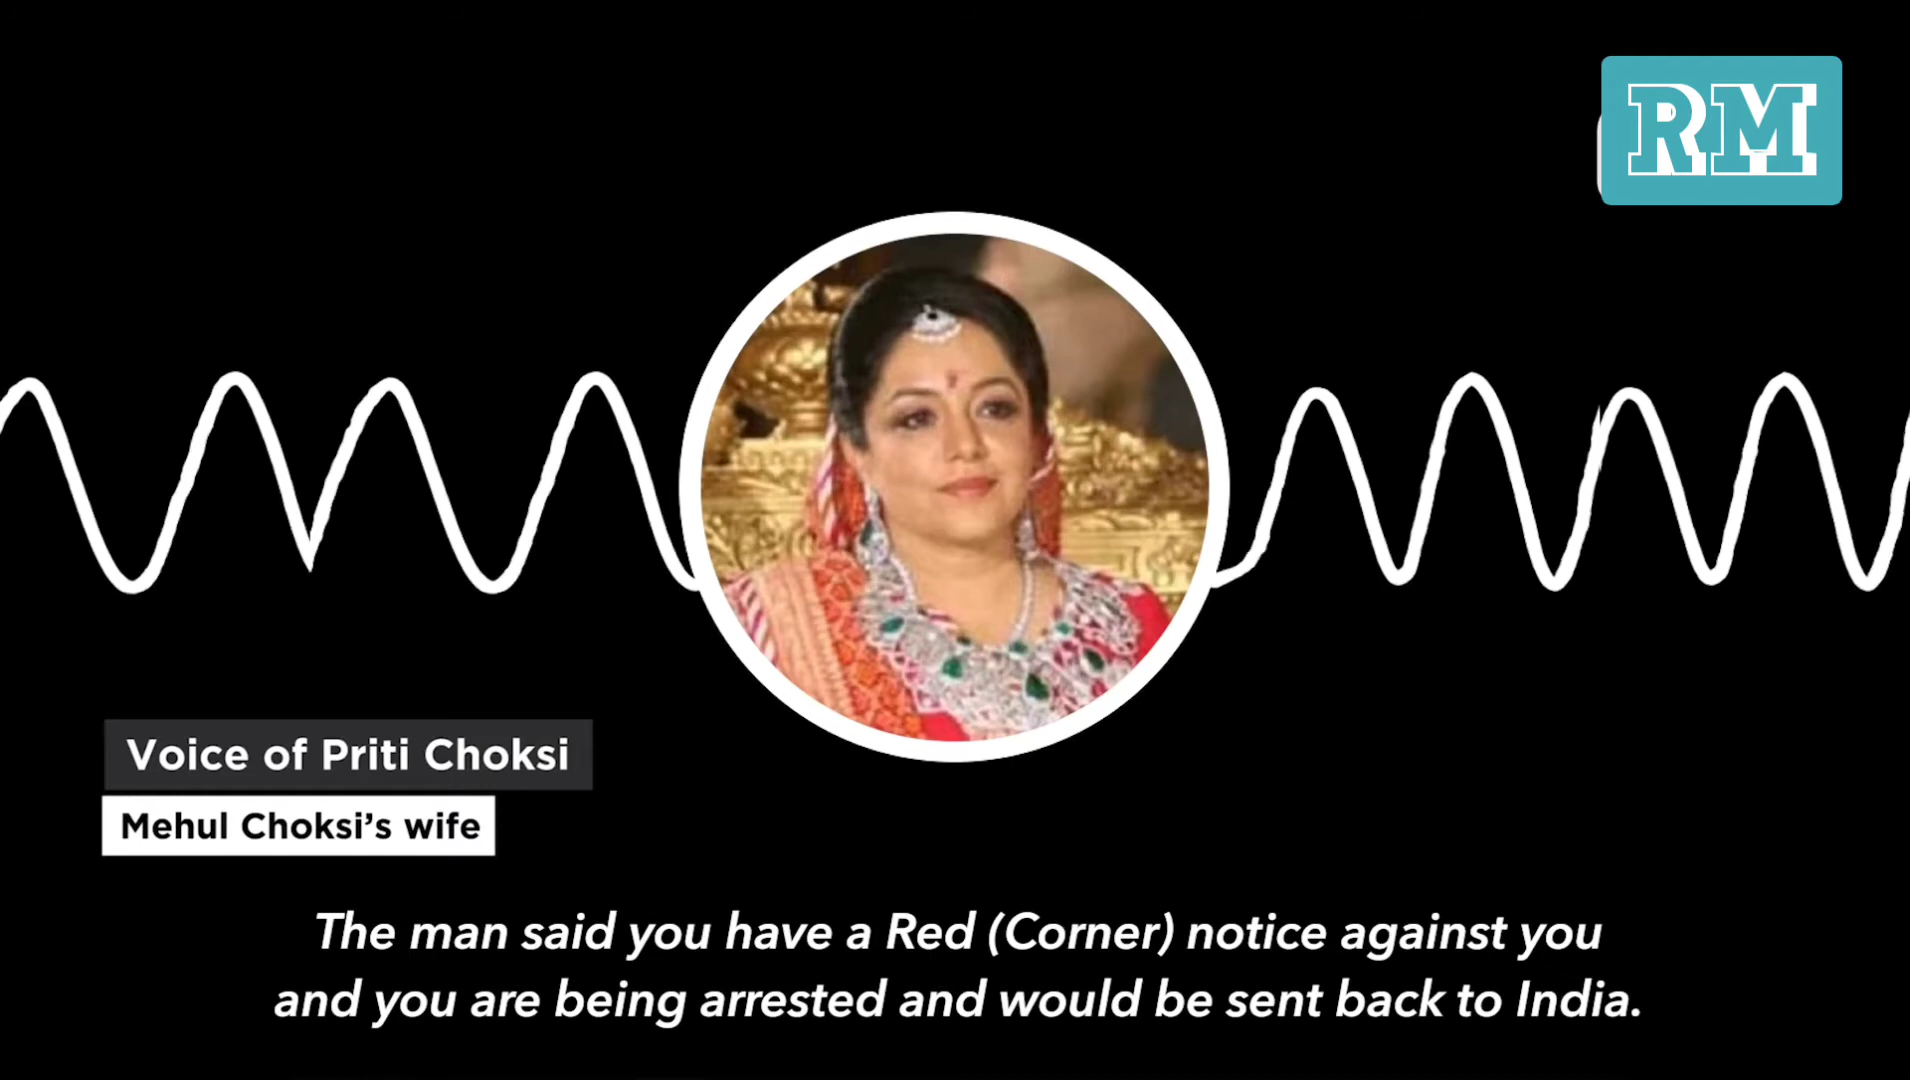 RM
Voice of Priti Choksi
Mehul Choksi’s wife
The man said you have a Red (Corner) notice against you
and you are being arrested and would be sent back to India.